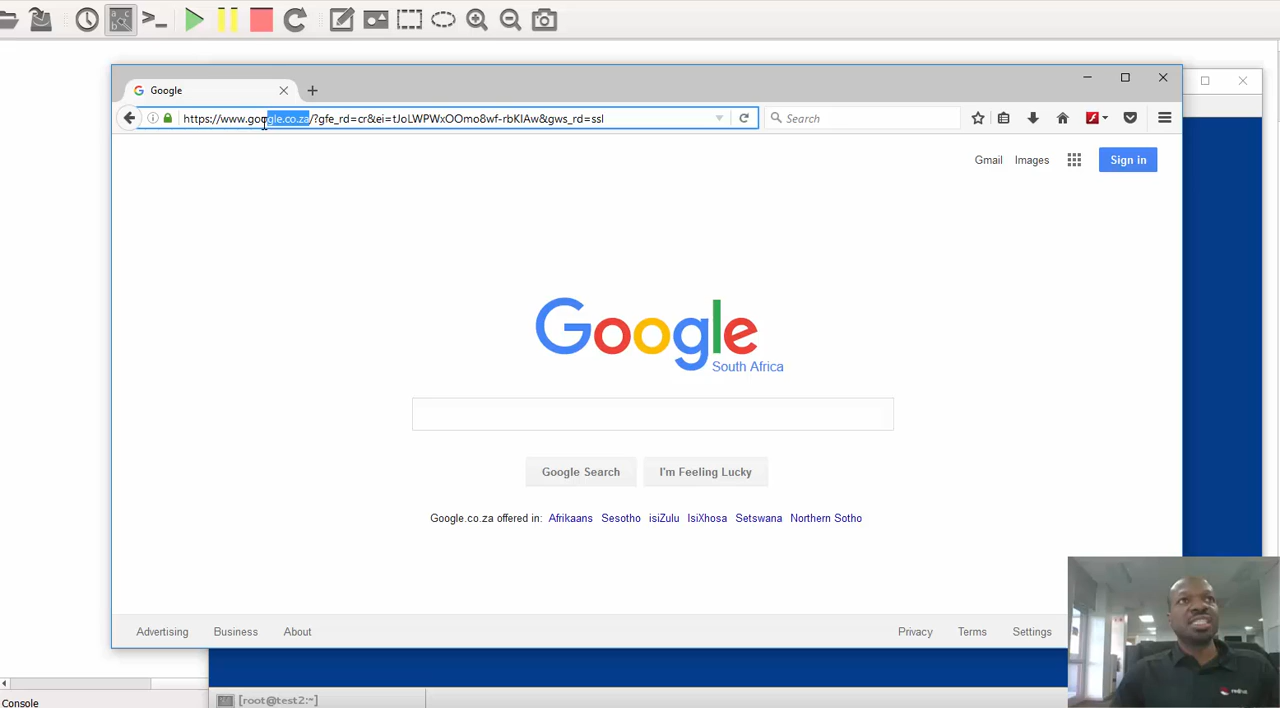 Google
https://www.google.co.za/?gfe_rd=cr&ei=tJoLWPWxOOmo8wf-rbKIAw&gws_rd=ssl
Search
Gmail Images Sign in
Google
South Africa
Google Search I'm Feeling Lucky
Google.co.za offered in: Afrikaans Sesotho isiZulu IsiXhosa Setswana Northern Sotho
Advertising Business About Privacy Terms Settings
[root@test2:~]
Console